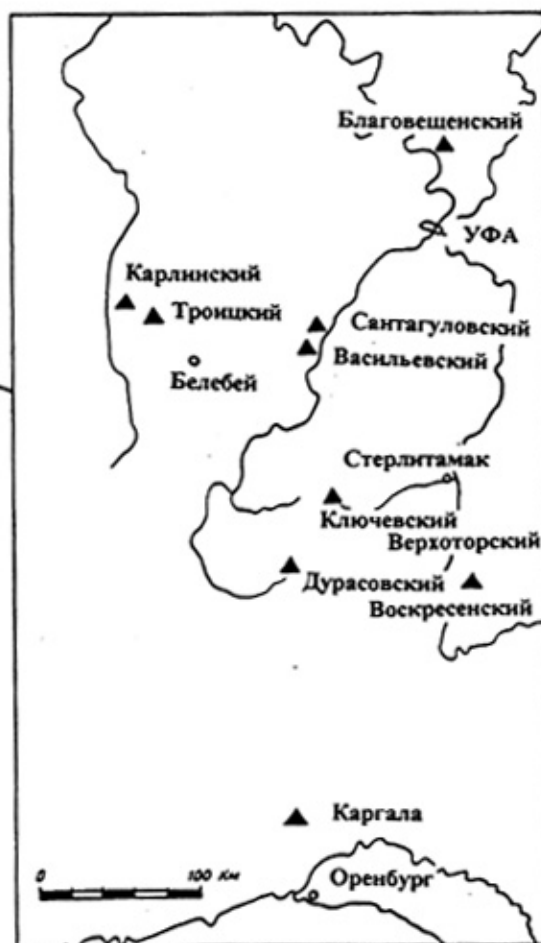 Благовещенский
УФА
Карлинский
Троицкий
Сантагуловский
Васильевский
Белебей
Стерлитамак
Ключевский
Верхоторский
Дурасовский
Воскресенский
Каргала
0 100 Км
Оренбург